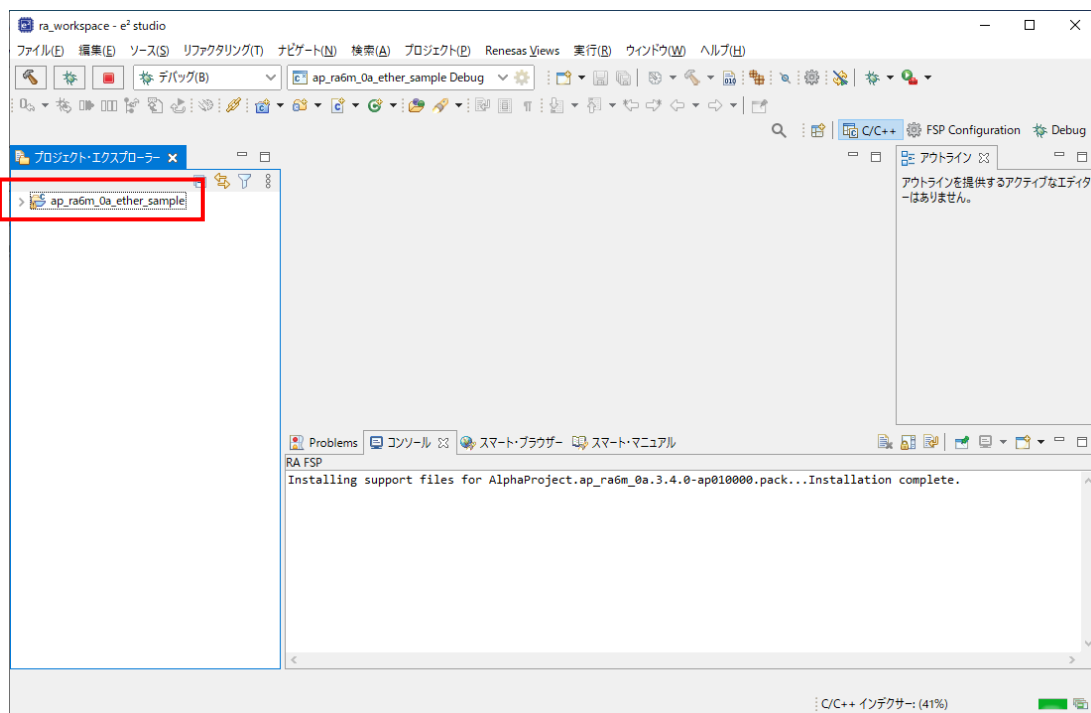 ra_workspace - e² studio
ファイル(F) 編集(E) ソース(S) リファクタリング(T) ナビゲート(N) 検索(A) プロジェクト(P) Renesas Views 実行(R) ウィンドウ(W) ヘルプ(H)
デバッグ(B) ap_ra6m_0a_ether_sample Debug
C/C++ FSP Configuration Debug
プロジェクト・エクスプローラー
アウトライン
ap_ra6m_0a_ether_sample
アウトラインを提供するアクティブなエディタ
ーはありません。
Problems コンソール スマート・ブラウザー スマート・マニュアル
RA FSP
Installing support files for AlphaProject.ap_ra6m_0a.3.4.0-ap010000.pack...Installation complete.
C/C++ インデクサー: (41%)